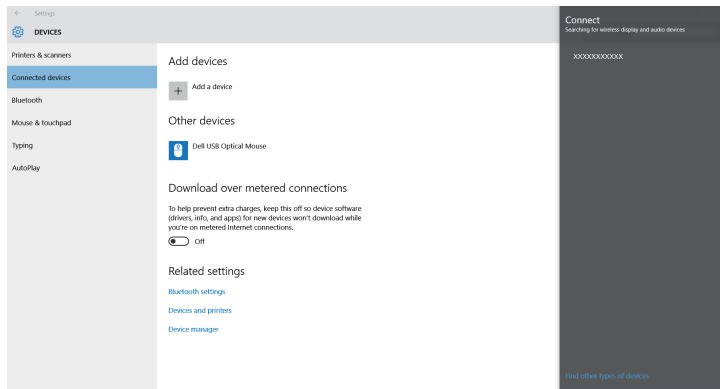 Settings
DEVICES
Printers & scanners
Connected devices
Bluetooth
Mouse & touchpad
Typing
AutoPlay
Add devices
Add a device
Other devices
Dell USB Optical Mouse
Download over metered connections
To help prevent extra charges, keep this off so device software
(drivers, info, and apps) for new devices won't download while
you're on metered Internet connections.
Off
Related settings
Bluetooth settings
Devices and printers
Device manager
Connect
Searching for wireless display and audio devices
XXXXXXXXXXX
Find other types of devices